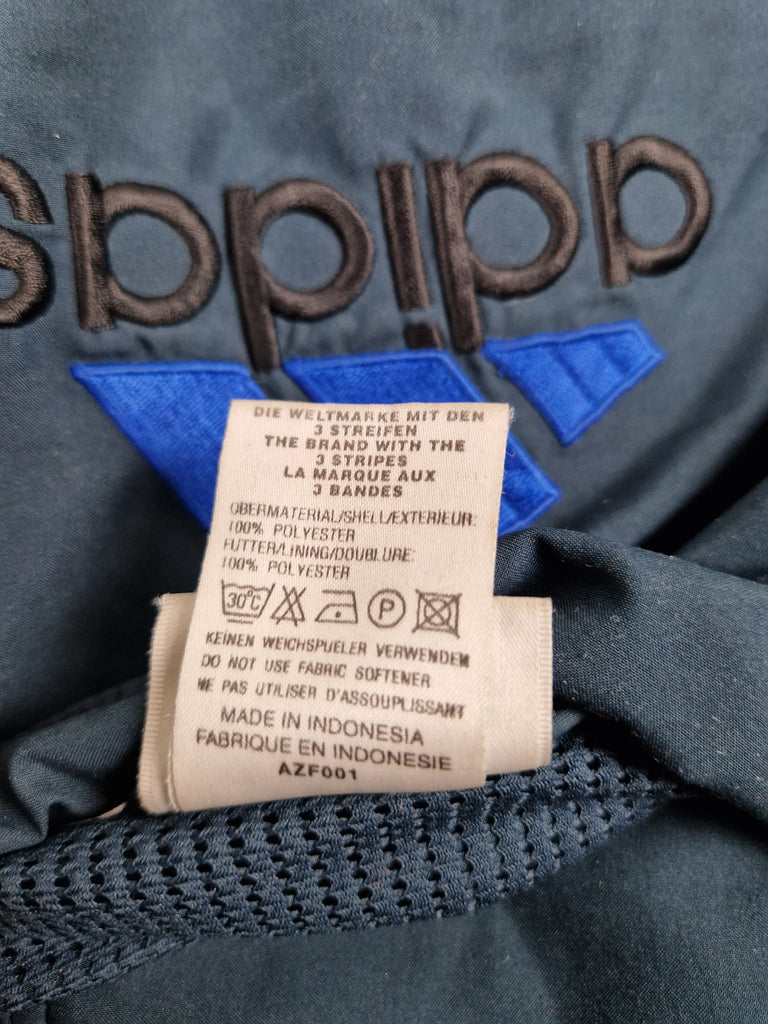 adidas
DIE WELTMARKE MIT DEN
3 STREIFEN
THE BRAND WITH THE
3 STRIPES
LA MARQUE AUX
3 BANDES
OBERMATERIAL/SHELL/EXTERIEUR:
100% POLYESTER
FUTTER/LINING/DOUBLURE:
100% POLYESTER
30°C P
KEINEN WEICHSPUELER VERWENDEN
DO NOT USE FABRIC SOFTENER
NE PAS UTILISER D'ASSOUPLISSANT
MADE IN INDONESIA
FABRIQUE EN INDONESIE
AZF001